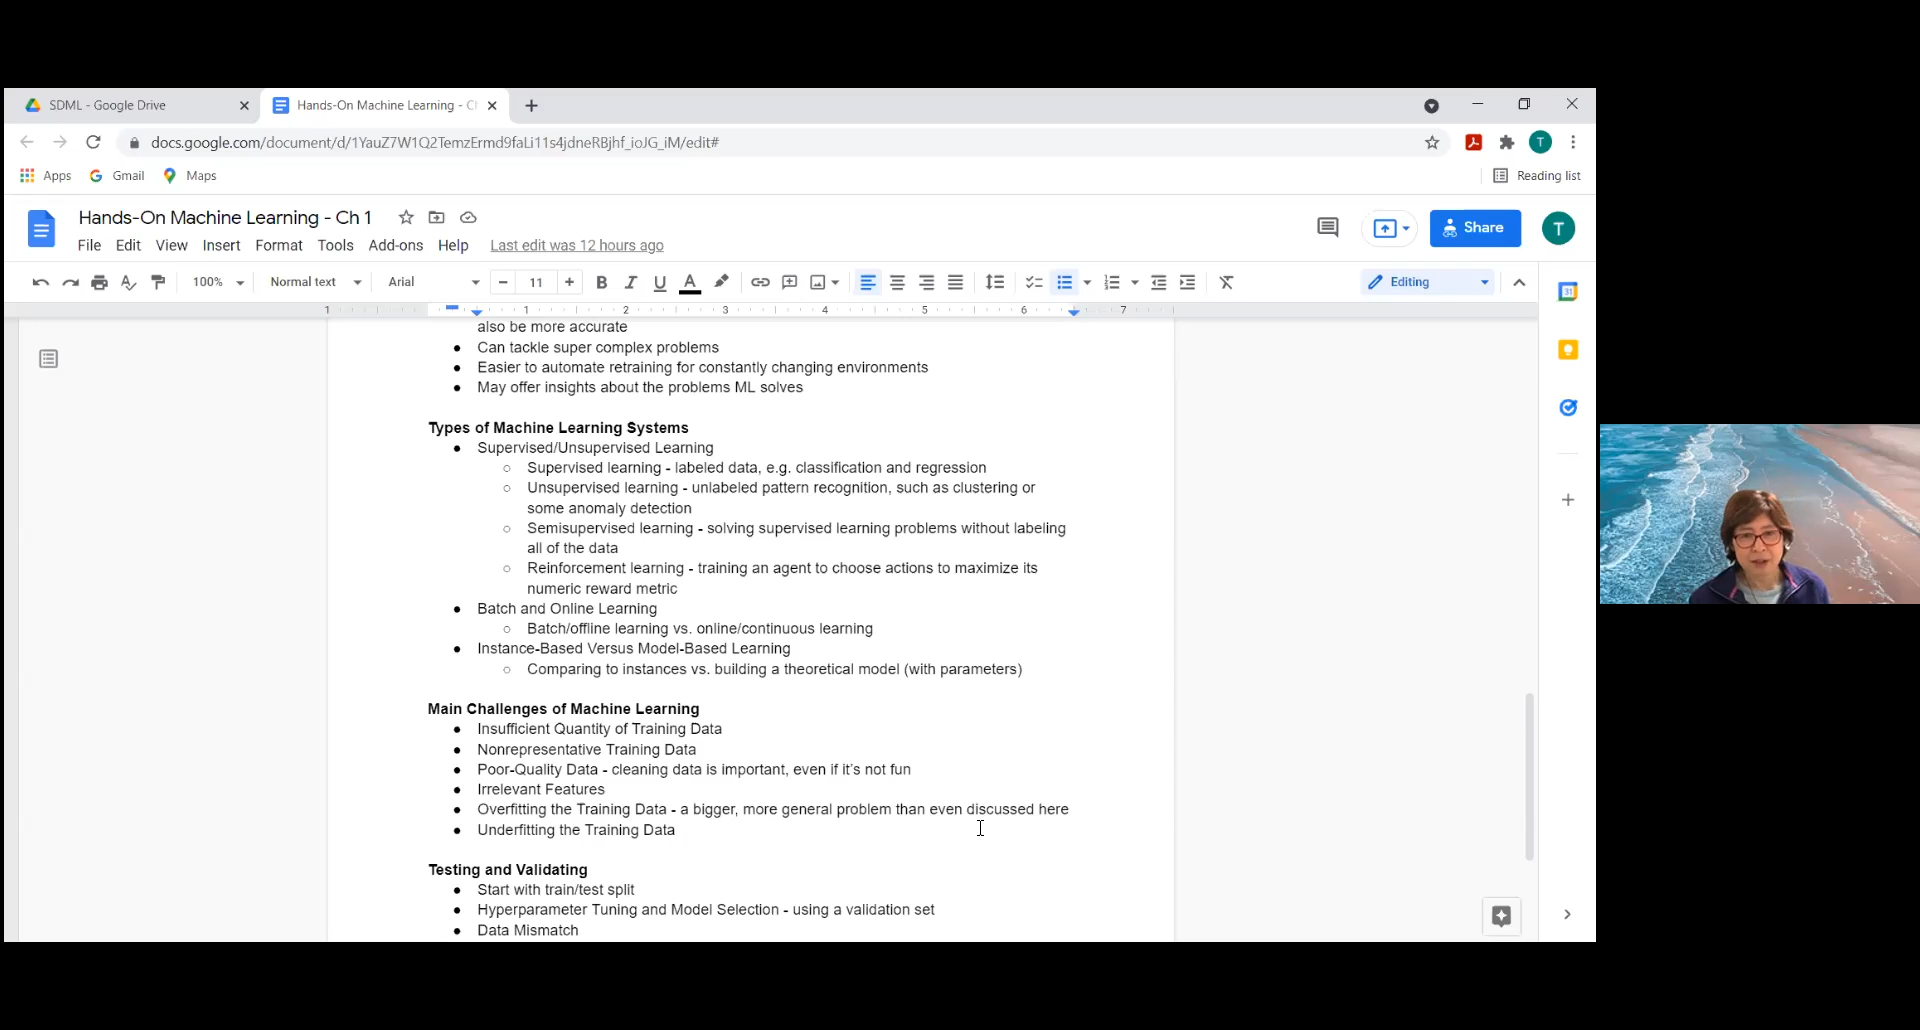 SDML - Google Drive
Hands-On Machine Learning - Ch
docs.google.com/document/d/1YauZ7W1Q2TemzErmd9faLi11s4jdneRBjhf_ioJG_iM/edit#
T
Apps Gmail Maps
Reading list
Hands-On Machine Learning - Ch 1
File Edit View Insert Format Tools Add-ons Help Last edit was 12 hours ago
Share
T
100% Normal text Arial 11 B I U A
Editing
31
1 1 2 3 4 5 6 7
also be more accurate
● Can tackle super complex problems
● Easier to automate retraining for constantly changing environments
● May offer insights about the problems ML solves
Types of Machine Learning Systems
● Supervised/Unsupervised Learning
○ Supervised learning - labeled data, e.g. classification and regression
○ Unsupervised learning - unlabeled pattern recognition, such as clustering or
some anomaly detection
○ Semisupervised learning - solving supervised learning problems without labeling
all of the data
○ Reinforcement learning - training an agent to choose actions to maximize its
numeric reward metric
● Batch and Online Learning
○ Batch/offline learning vs. online/continuous learning
● Instance-Based Versus Model-Based Learning
○ Comparing to instances vs. building a theoretical model (with parameters)
Main Challenges of Machine Learning
● Insufficient Quantity of Training Data
● Nonrepresentative Training Data
● Poor-Quality Data - cleaning data is important, even if it's not fun
● Irrelevant Features
● Overfitting the Training Data - a bigger, more general problem than even discussed here
● Underfitting the Training Data
Testing and Validating
● Start with train/test split
● Hyperparameter Tuning and Model Selection - using a validation set
● Data Mismatch